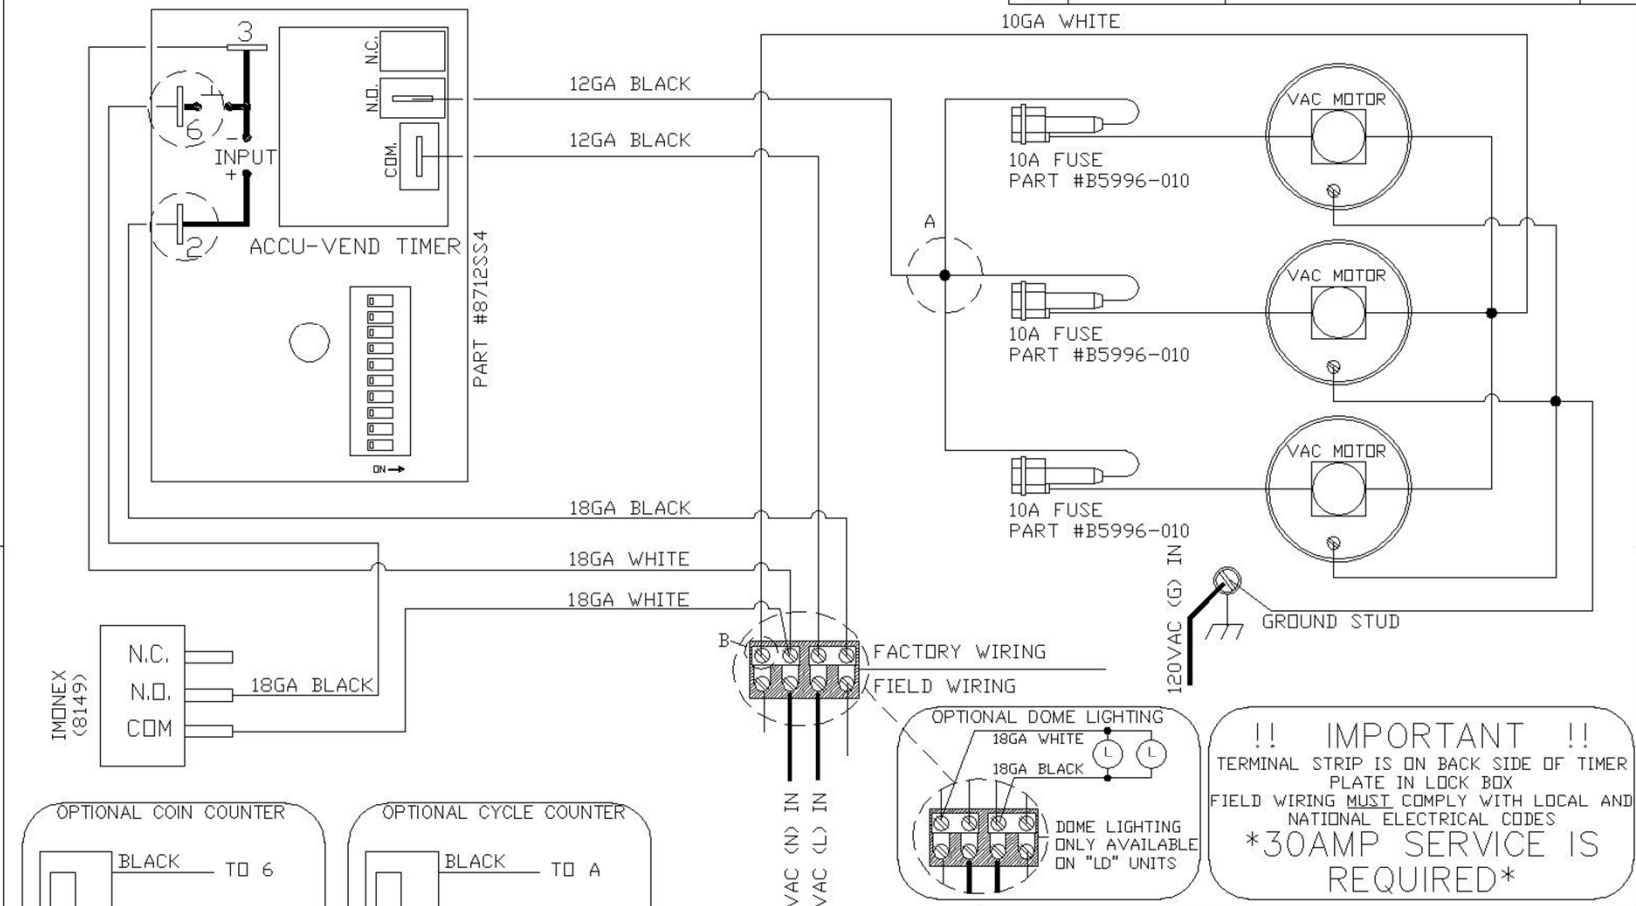 10GA WHITE
3
N.C.
N.O.
COM.
6
-
INPUT
+
2
ACCU-VEND TIMER
PART #8712SS4
ON
12GA BLACK
12GA BLACK
A
10A FUSE
PART #B5996-010
10A FUSE
PART #B5996-010
10A FUSE
PART #B5996-010
VAC MOTOR
VAC MOTOR
VAC MOTOR
18GA BLACK
18GA WHITE
18GA WHITE
IMONEX
(8149)
N.C.
N.O.
COM
18GA BLACK
B
FACTORY WIRING
FIELD WIRING
120VAC (G) IN
GROUND STUD
VAC (N) IN
VAC (L) IN
OPTIONAL DOME LIGHTING
18GA WHITE
18GA BLACK
L
L
DOME LIGHTING
ONLY AVAILABLE
ON "LD" UNITS
!! IMPORTANT !!
TERMINAL STRIP IS ON BACK SIDE OF TIMER
PLATE IN LOCK BOX
FIELD WIRING MUST COMPLY WITH LOCAL AND
NATIONAL ELECTRICAL CODES
*30AMP SERVICE IS
REQUIRED*
OPTIONAL COIN COUNTER
BLACK
TO 6
OPTIONAL CYCLE COUNTER
BLACK
TO A